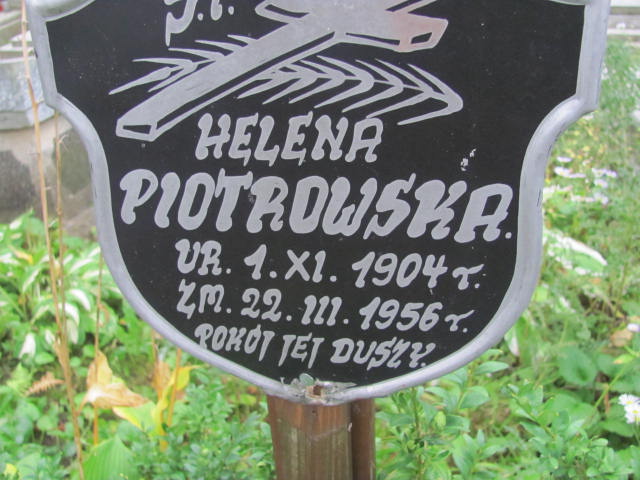 Ś.P.
HELENA
PIOTROWSKA.
UR. 1. XI. 1904 r.
ZM. 22. III. 1956 r.
POKÓJ JEJ DUSZY.